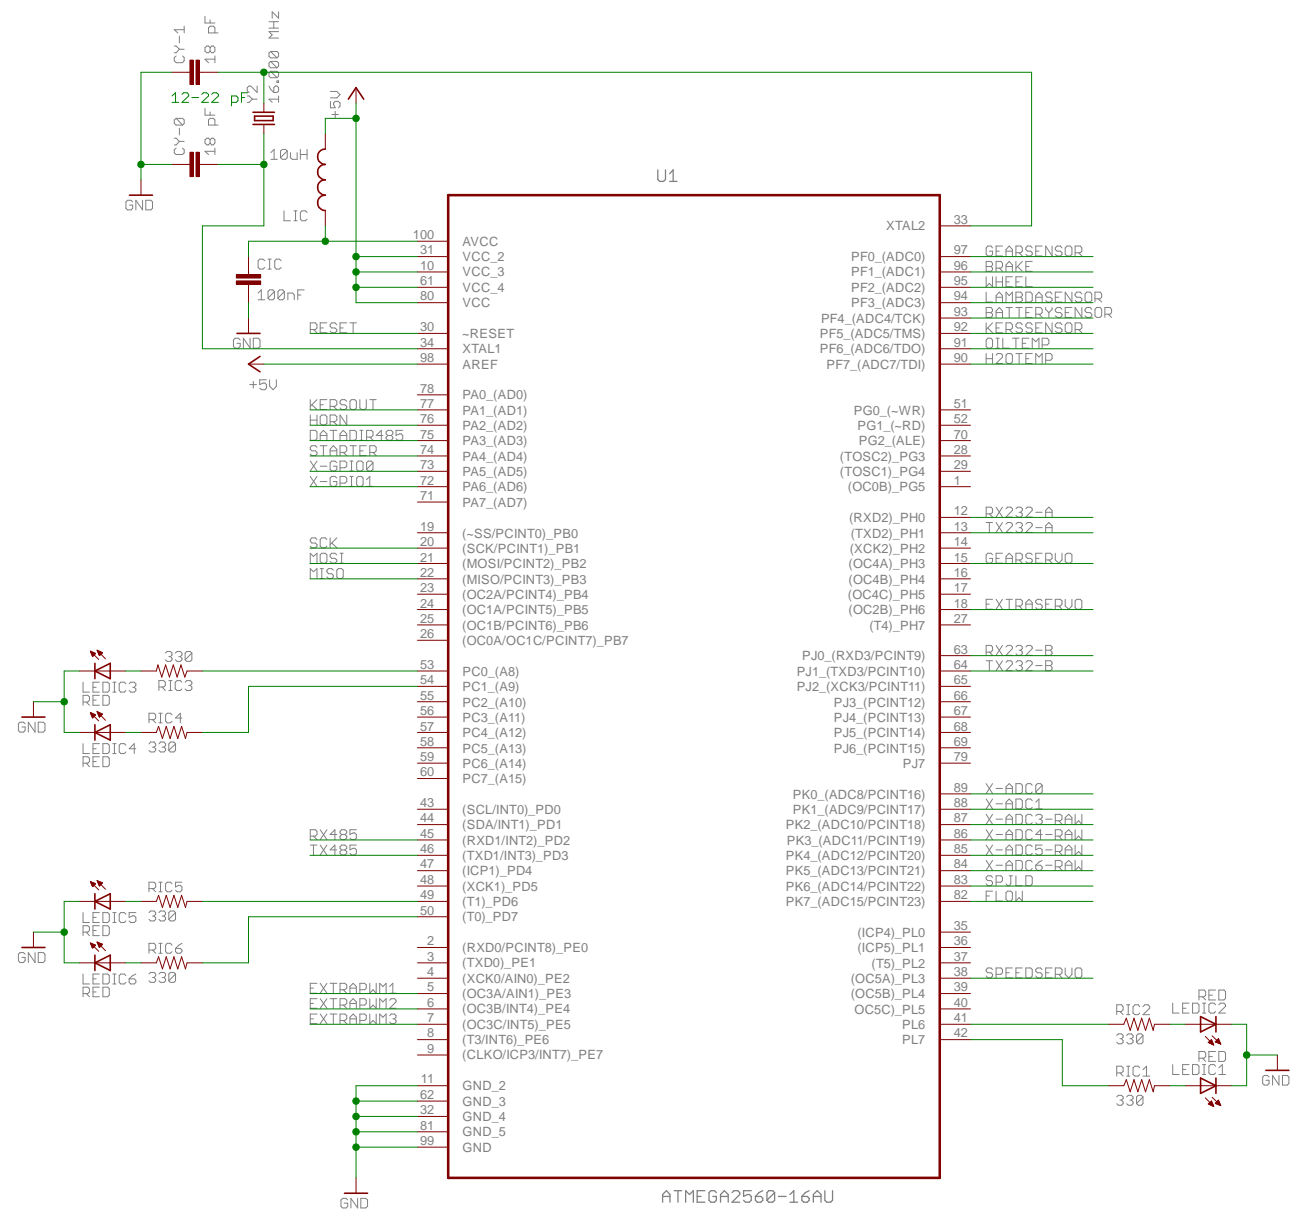 CY-1
18 pF
12-22 pF
Y2
16.000 MHz
CY-0
18 pF
GND
+5V
10uH
LIC
CIC
100nF
GND
+5V
U1
RESET
100 AVCC
31 VCC_2
10 VCC_3
61 VCC_4
80 VCC
30 ~RESET
34 XTAL1
98 AREF
78 PA0_(AD0)
KERSOUT 77 PA1_(AD1)
HORN 76 PA2_(AD2)
DATADIR485 75 PA3_(AD3)
STARTER 74 PA4_(AD4)
X-GPIO0 73 PA5_(AD5)
X-GPIO1 72 PA6_(AD6)
71 PA7_(AD7)
19 (~SS/PCINT0)_PB0
SCK 20 (SCK/PCINT1)_PB1
MOSI 21 (MOSI/PCINT2)_PB2
MISO 22 (MISO/PCINT3)_PB3
23 (OC2A/PCINT4)_PB4
24 (OC1A/PCINT5)_PB5
25 (OC1B/PCINT6)_PB6
26 (OC0A/OC1C/PCINT7)_PB7
53 PC0_(A8)
54 PC1_(A9)
55 PC2_(A10)
56 PC3_(A11)
57 PC4_(A12)
58 PC5_(A13)
59 PC6_(A14)
60 PC7_(A15)
330
RIC3
LEDIC3
RED
GND
RIC4
330
LEDIC4
RED
43 (SCL/INT0)_PD0
44 (SDA/INT1)_PD1
RX485 45 (RXD1/INT2)_PD2
TX485 46 (TXD1/INT3)_PD3
47 (ICP1)_PD4
48 (XCK1)_PD5
49 (T1)_PD6
50 (T0)_PD7
RIC5
330
LEDIC5
RED
GND
RIC6
330
LEDIC6
RED
2 (RXD0/PCINT8)_PE0
3 (TXD0)_PE1
4 (XCK0/AIN0)_PE2
EXTRAPWM1 5 (OC3A/AIN1)_PE3
EXTRAPWM2 6 (OC3B/INT4)_PE4
EXTRAPWM3 7 (OC3C/INT5)_PE5
8 (T3/INT6)_PE6
9 (CLKO/ICP3/INT7)_PE7
11 GND_2
62 GND_3
32 GND_4
81 GND_5
99 GND
GND
XTAL2 33
PF0_(ADC0) 97 GEARSENSOR
PF1_(ADC1) 96 BRAKE
PF2_(ADC2) 95 WHEEL
PF3_(ADC3) 94 LAMBDASENSOR
PF4_(ADC4/TCK) 93 BATTERYSENSOR
PF5_(ADC5/TMS) 92 KERSSENSOR
PF6_(ADC6/TDO) 91 OILTEMP
PF7_(ADC7/TDI) 90 H2OTEMP
PG0_(~WR) 51
PG1_(~RD) 52
PG2_(ALE) 70
(TOSC2)_PG3 28
(TOSC1)_PG4 29
(OC0B)_PG5 1
(RXD2)_PH0 12 RX232-A
(TXD2)_PH1 13 TX232-A
(XCK2)_PH2 14
(OC4A)_PH3 15 GEARSERVO
(OC4B)_PH4 16
(OC4C)_PH5 17
(OC2B)_PH6 18 EXTRASERVO
(T4)_PH7 27
PJ0_(RXD3/PCINT9) 63 RX232-B
PJ1_(TXD3/PCINT10) 64 TX232-B
PJ2_(XCK3/PCINT11) 65
PJ3_(PCINT12) 66
PJ4_(PCINT13) 67
PJ5_(PCINT14) 68
PJ6_(PCINT15) 69
PJ7 79
PK0_(ADC8/PCINT16) 89 X-ADC0
PK1_(ADC9/PCINT17) 88 X-ADC1
PK2_(ADC10/PCINT18) 87 X-ADC3-RAW
PK3_(ADC11/PCINT19) 86 X-ADC4-RAW
PK4_(ADC12/PCINT20) 85 X-ADC5-RAW
PK5_(ADC13/PCINT21) 84 X-ADC6-RAW
PK6_(ADC14/PCINT22) 83 SPJLD
PK7_(ADC15/PCINT23) 82 FLOW
(ICP4)_PL0 35
(ICP5)_PL1 36
(T5)_PL2 37
(OC5A)_PL3 38 SPEEDSERVO
(OC5B)_PL4 39
OC5C)_PL5 40
PL6 41
PL7 42
RIC2
330
RED
LEDIC2
RIC1
330
RED
LEDIC1
GND
ATMEGA2560-16AU